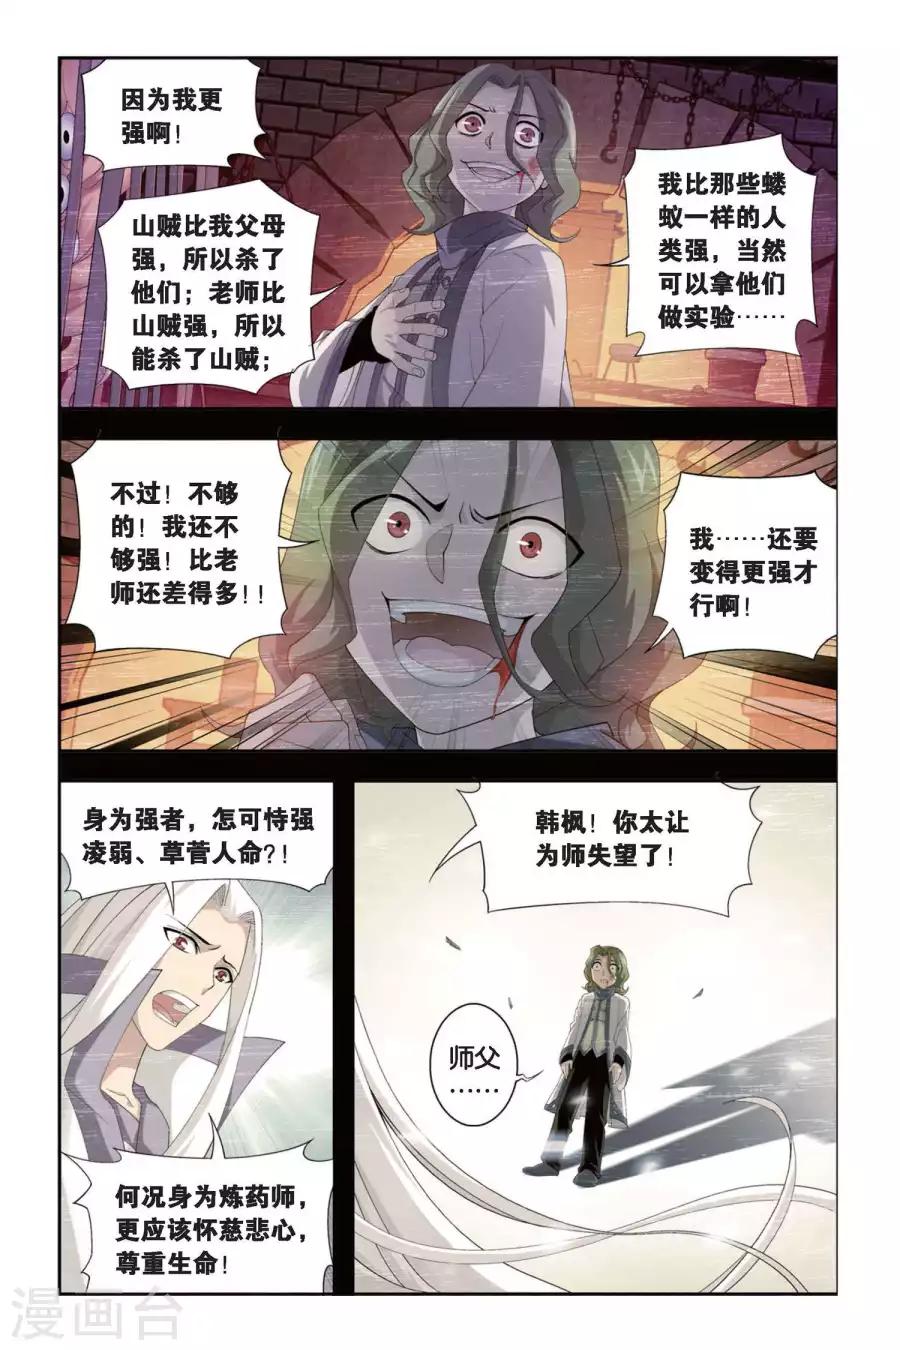 因为我更
强啊！
山贼比我父母
强，所以杀了
他们；老师比
山贼强，所以
能杀了山贼；
我比那些蝼
蚁一样的人
类强，当然
可以拿他们
做实验……
不过！不够
的！我还不
够强！比老
师还差得多！！
我……还要
变得更强才
行啊！
身为强者，怎可恃强
凌弱、草菅人命？！
何况身为炼药师，
更应该怀慈悲心，
尊重生命！
韩枫！你太让
为师失望了！
师父
……
漫画台